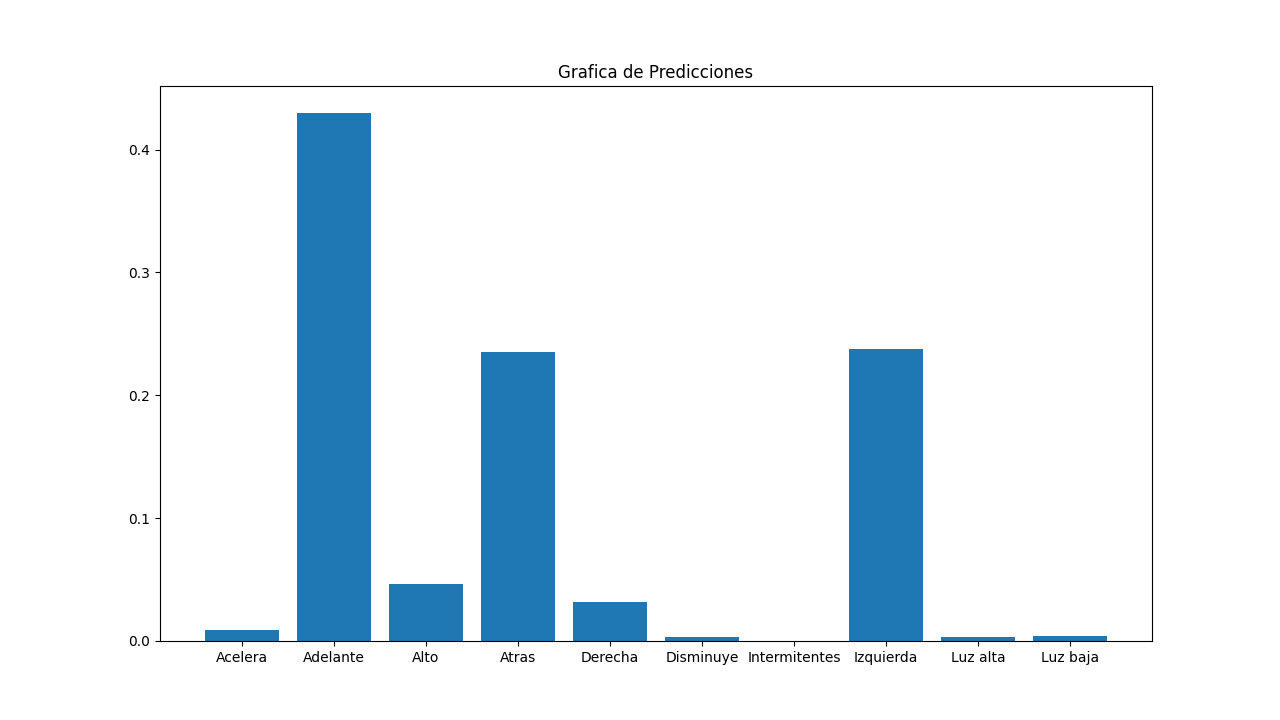 Grafica de Predicciones
0.4
0.3
0.2
0.1
0.0
Acelera Adelante Alto Atras Derecha Disminuye Intermitentes Izquierda Luz alta Luz baja